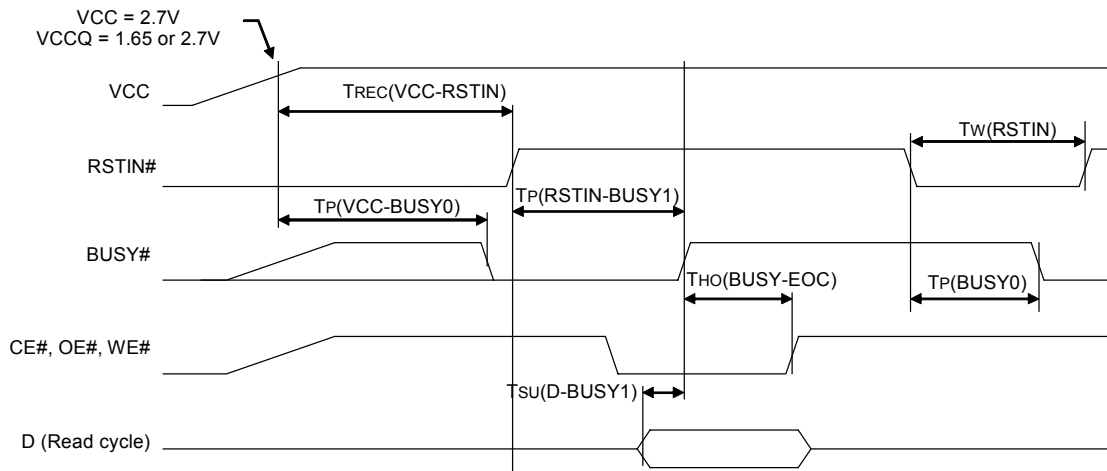 VCC = 2.7V
VCCQ = 1.65 or 2.7V
VCC
TREC(VCC-RSTIN)
TW(RSTIN)
RSTIN#
TP(VCC-BUSY0)
TP(RSTIN-BUSY1)
BUSY#
THO(BUSY-EOC)
TP(BUSY0)
CE#, OE#, WE#
TSU(D-BUSY1)
D (Read cycle)